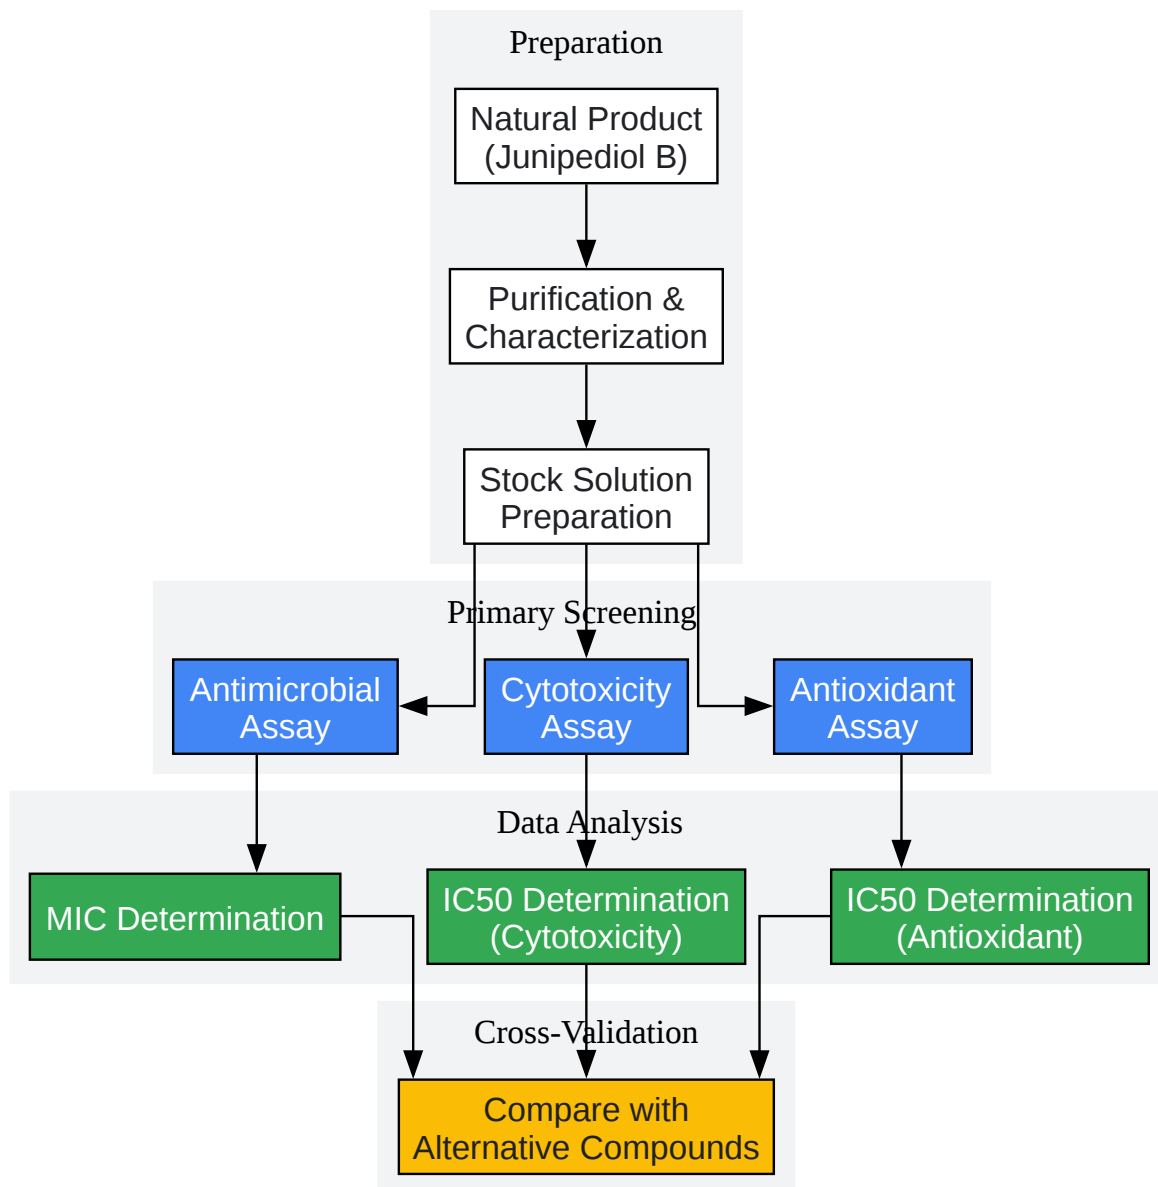 Preparation
Natural Product
(Junipediol B)
Purification &
Characterization
Stock Solution
Preparation
Primary Screening
Antimicrobial
Assay
Cytotoxicity
Assay
Antioxidant
Assay
Data Analysis
MIC Determination
IC50 Determination
(Cytotoxicity)
IC50 Determination
(Antioxidant)
Cross-Validation
Compare with
Alternative Compounds